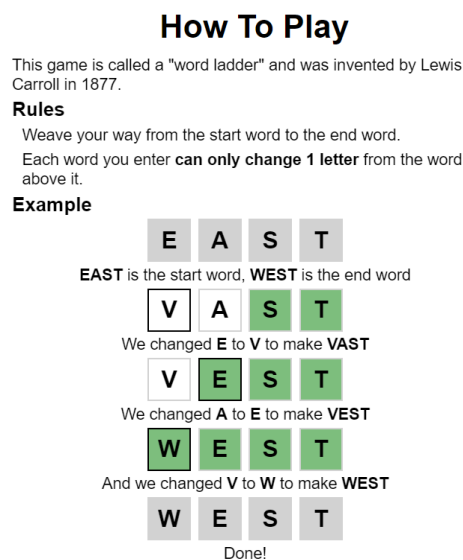 How To Play
This game is called a "word ladder" and was invented by Lewis
Carroll in 1877.
Rules
Weave your way from the start word to the end word.
Each word you enter can only change 1 letter from the word
above it.
Example
E A S T
EAST is the start word, WEST is the end word
V A S T
We changed E to V to make VAST
V E S T
We changed A to E to make VEST
W E S T
And we changed V to W to make WEST
W E S T
Done!